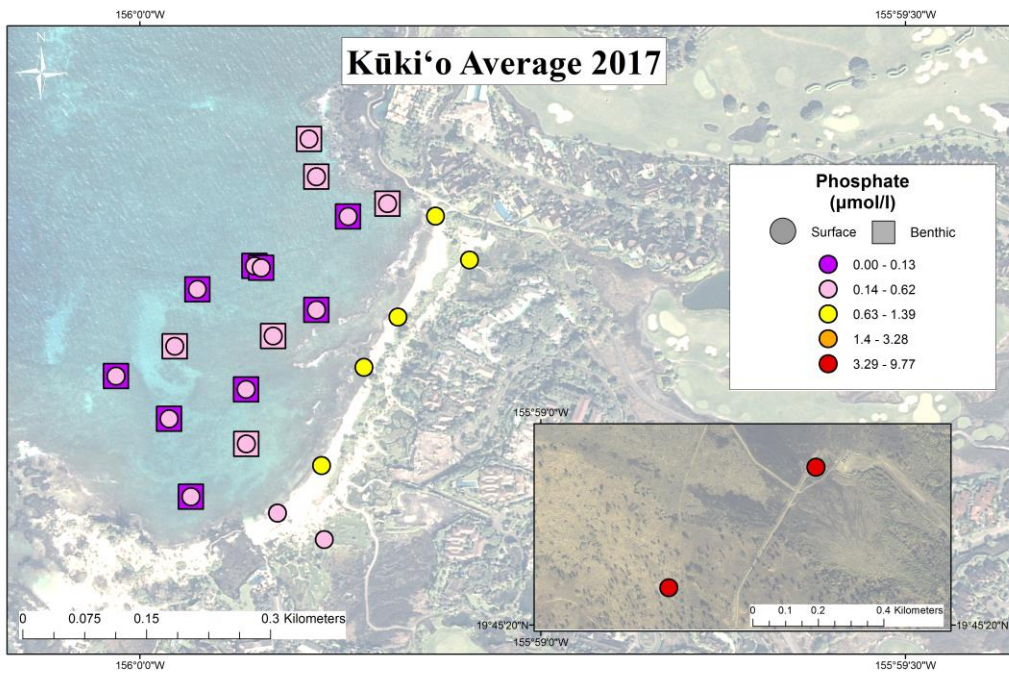 156°0'0"W
155°59'30"W
N
Kūki‘o Average 2017
Phosphate
(µmol/l)
Surface
Benthic
0.00 - 0.13
0.14 - 0.62
0.63 - 1.39
1.4 - 3.28
3.29 - 9.77
155°59'0"W
0 0.075 0.15 0.3 Kilometers
0 0.1 0.2 0.4 Kilometers
19°45'20"N
19°45'20"N
155°59'0"W
156°0'0"W
155°59'30"W